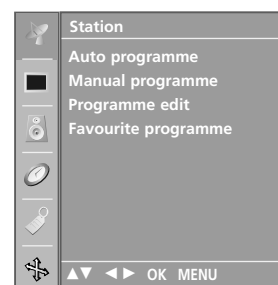 Station
Auto programme
Manual programme
Programme edit
Favourite programme
▲▼ ◄► OK MENU